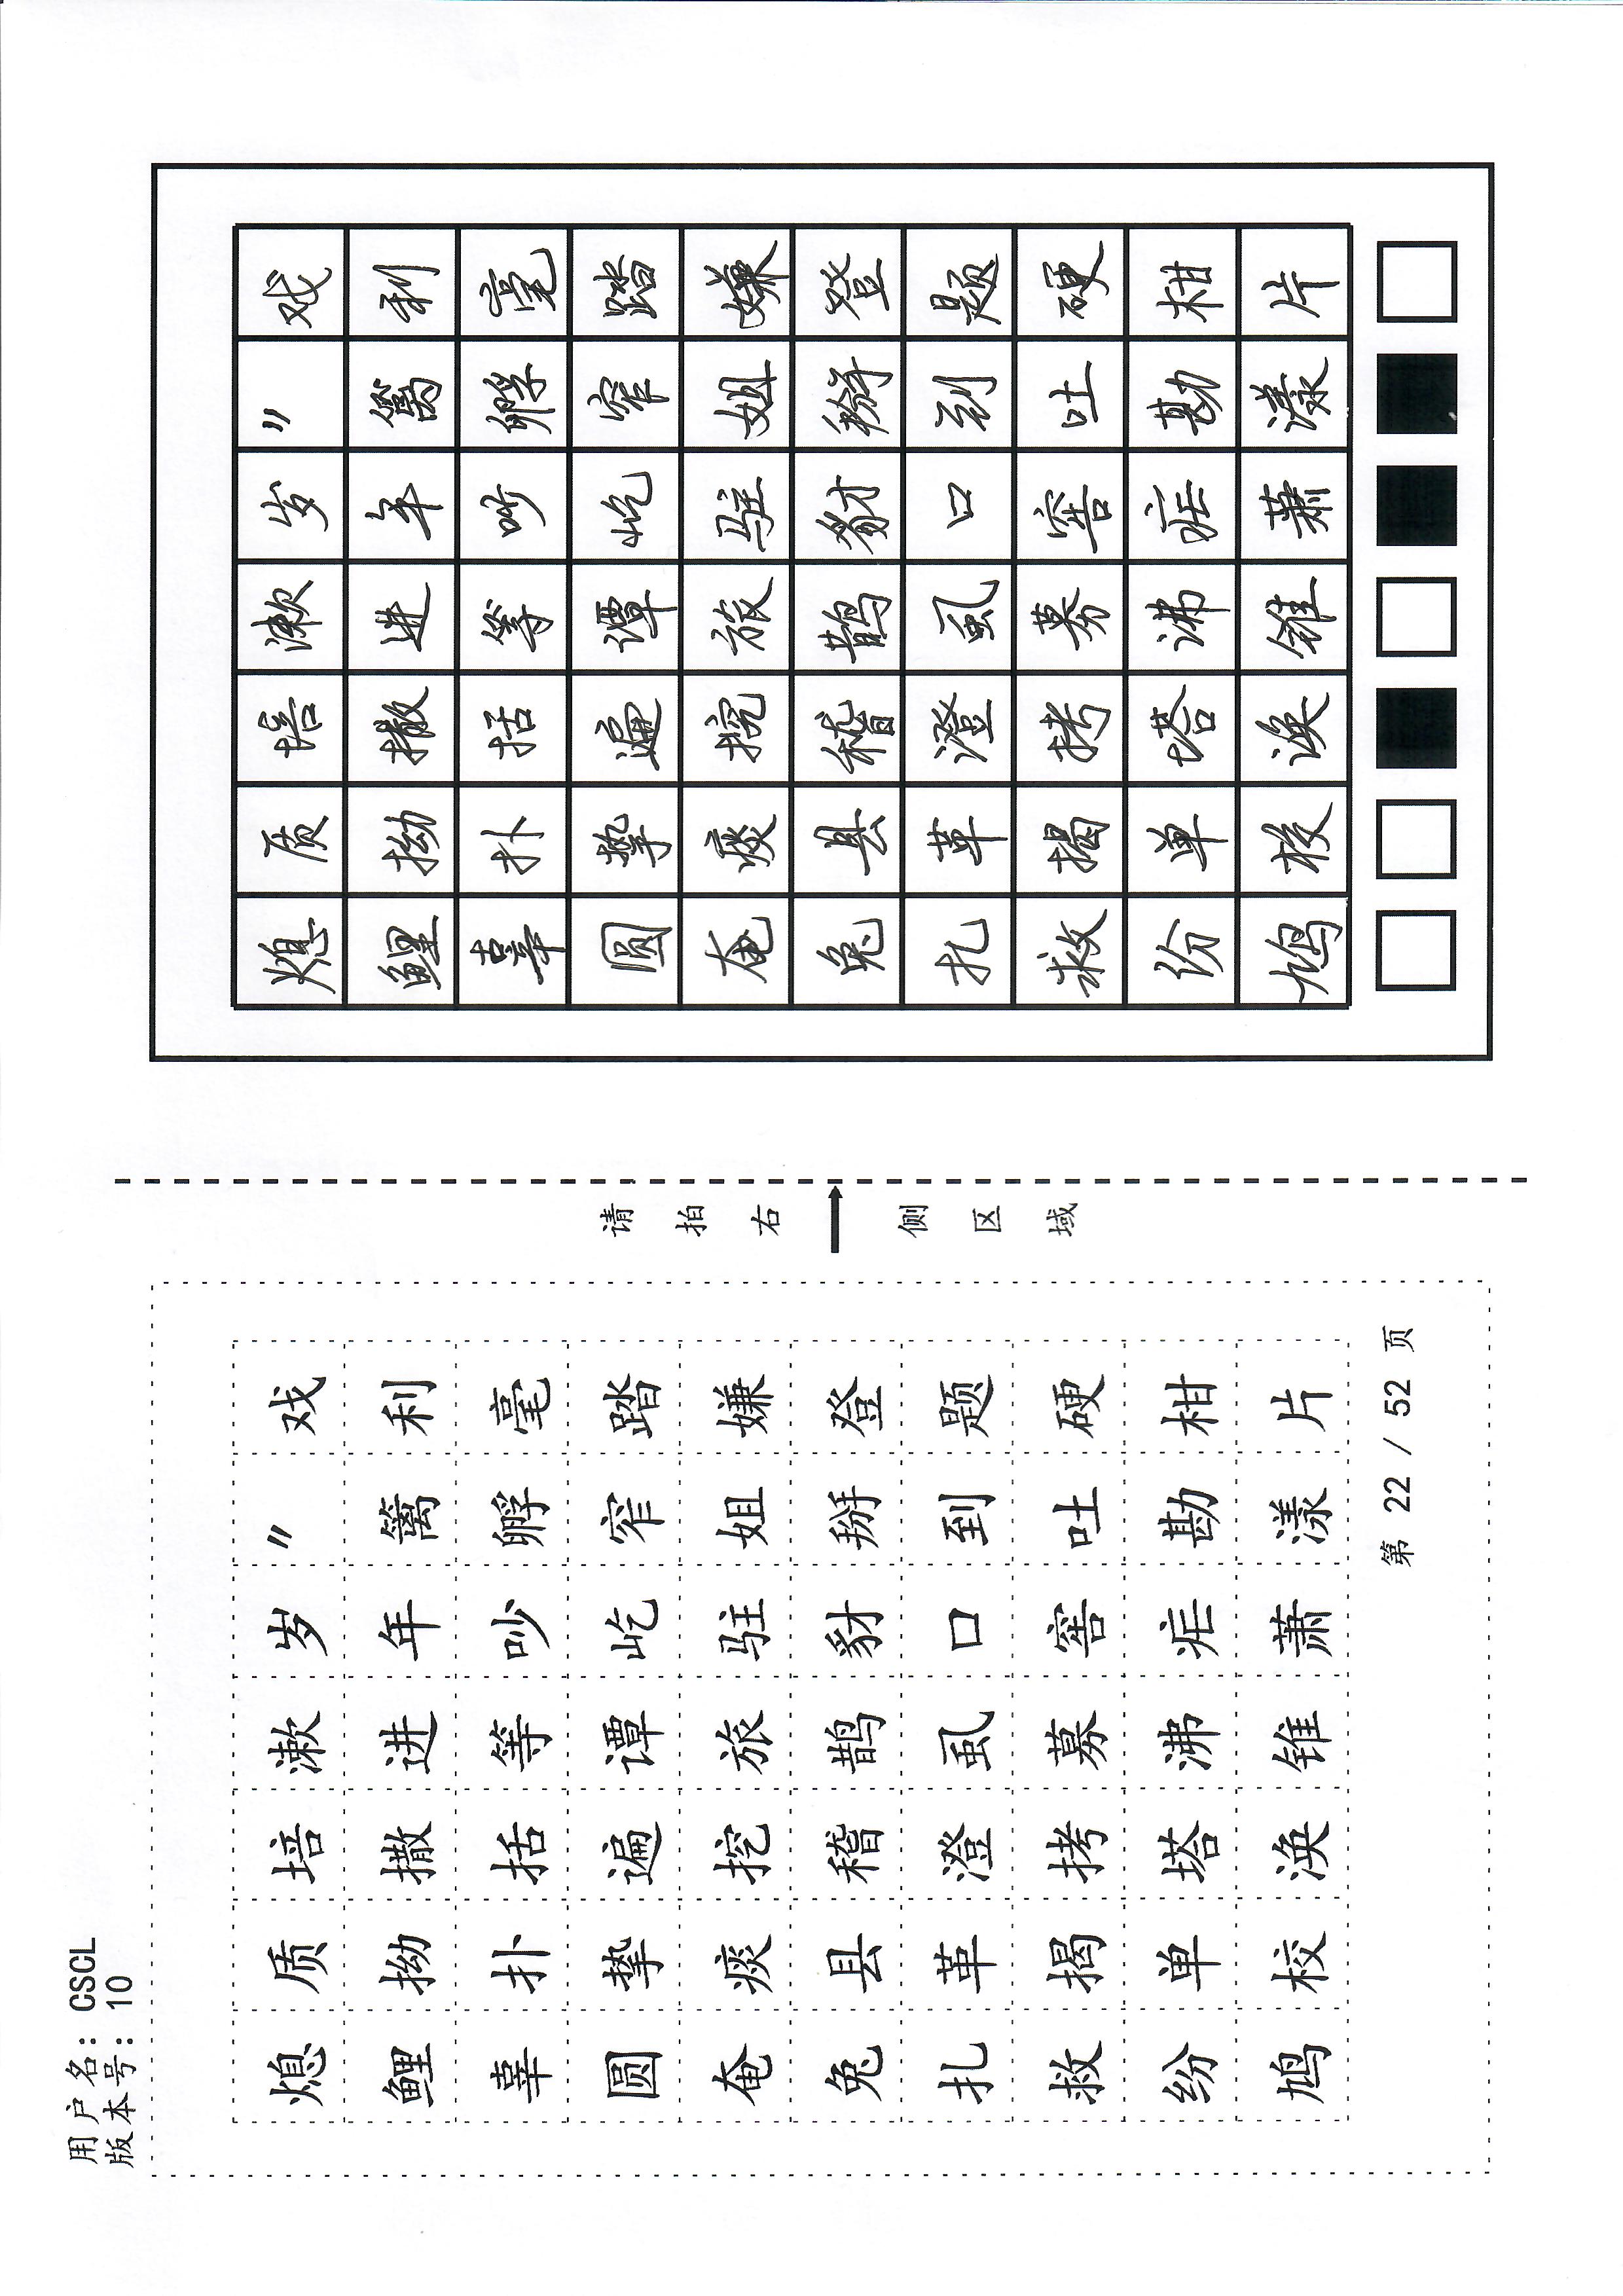 用户名: CSCL
版本号: 10
熄 质 培 漱 岁 〃 戏
鲤 拗 撒 进 年 篱 利
辜 扑 括 等 吵 孵 毫
圆 挚 遍 谭 屹 窄 踏
奄 痰 挖 旅 驻 姐 嫌
兔 县 稽 鹊 豺 掰 登
扎 革 澄 虱 口 到 题
救 揭 拷 募 窖 吐 硬
纷 单 塔 沸 疟 勘 柑
鸠 校 涣 锥 萧 漾 片
第 22 / 52 页
请拍右→侧区域
熄 质 培 漱 岁 〃 戏
鲤 拗 撒 进 年 篱 利
辜 扑 括 等 吵 孵 毫
圆 挚 遍 谭 屹 窄 踏
奄 痰 挖 旅 驻 姐 嫌
兔 县 稽 鹊 豺 掰 登
扎 革 澄 虱 口 到 题
救 揭 拷 募 窖 吐 硬
纷 单 塔 沸 疟 勘 柑
鸠 校 涣 锥 萧 漾 片